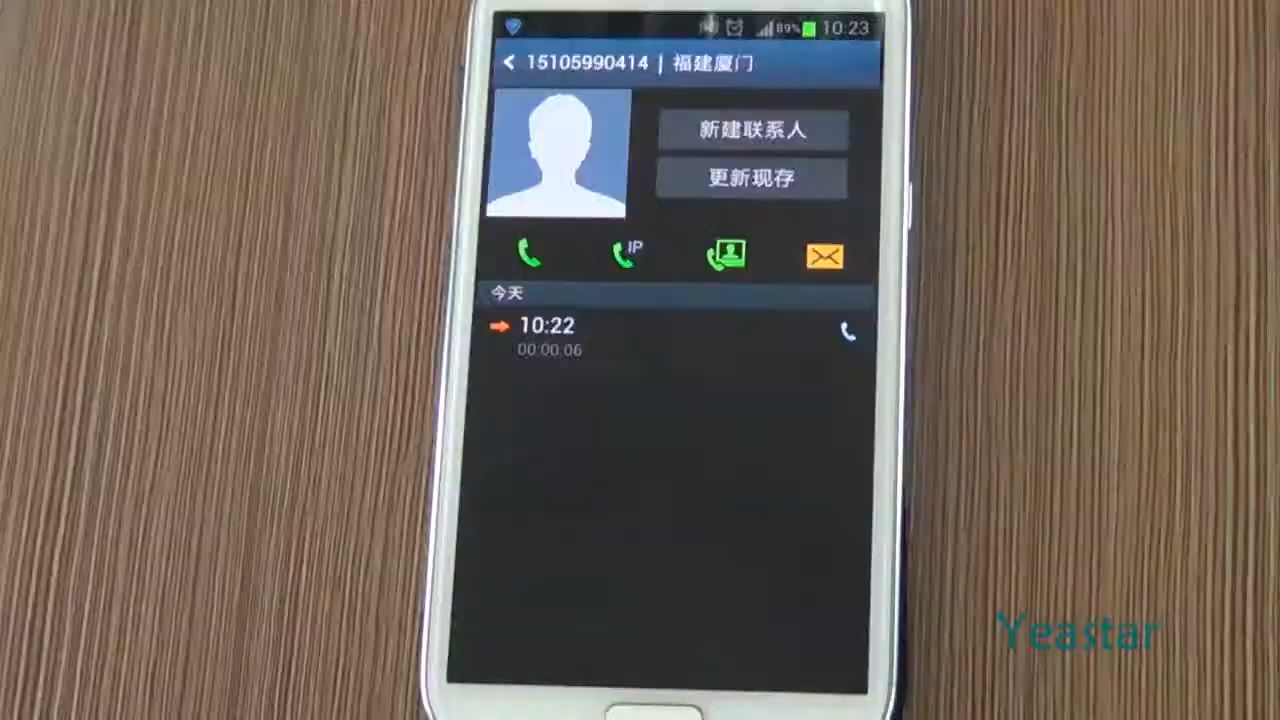 89% 10:23
15105990414 | 福建厦门
新建联系人
更新现存
IP
今天
10:22
00:00.06
Yeastar